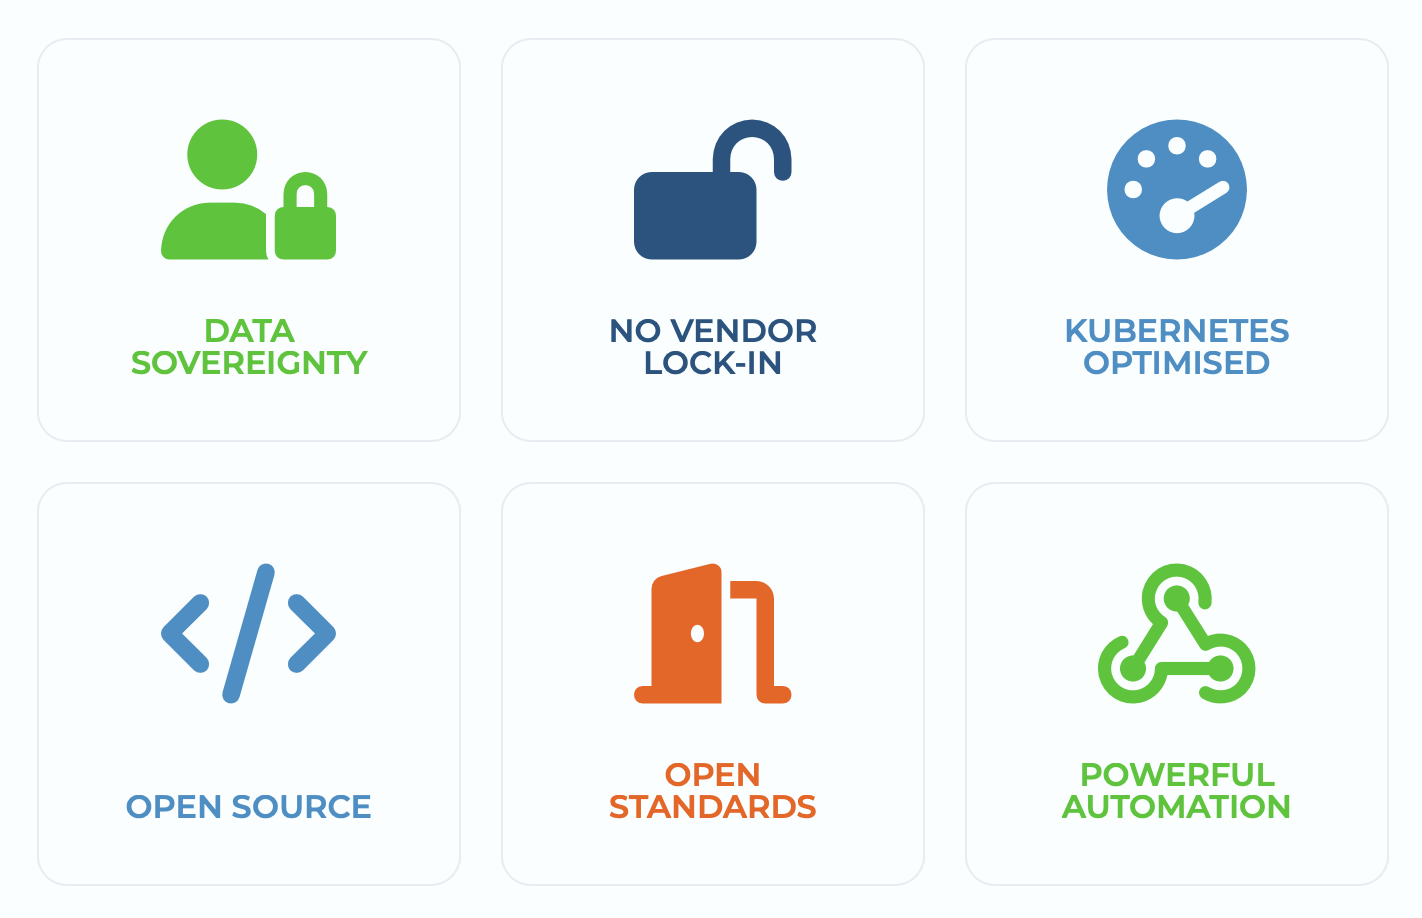 DATA
SOVEREIGNTY
NO VENDOR
LOCK-IN
KUBERNETES
OPTIMISED
OPEN SOURCE
OPEN
STANDARDS
POWERFUL
AUTOMATION